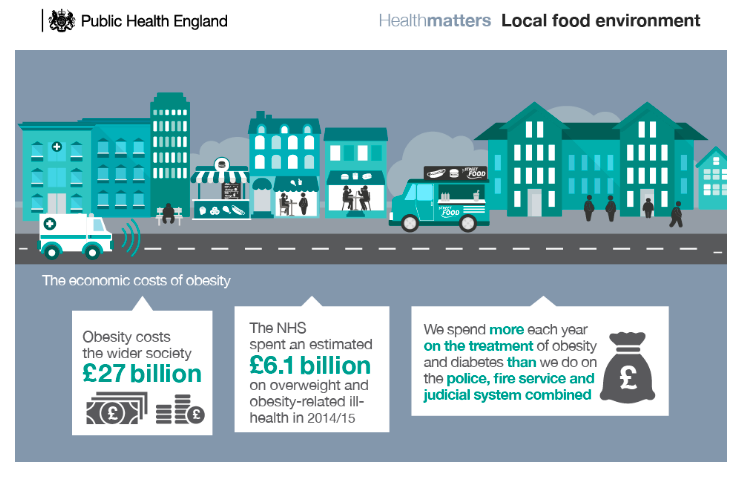 Public Health England
Healthmatters Local food environment
STREET
FOOD
STREET
FOOD
The economic costs of obesity
Obesity costs
the wider society
£27 billion
£
£
The NHS
spent an estimated
£6.1 billion
on overweight and
obesity-related ill-
health in 2014/15
We spend more each year
on the treatment of obesity
and diabetes than we do on
the police, fire service and
judicial system combined
£